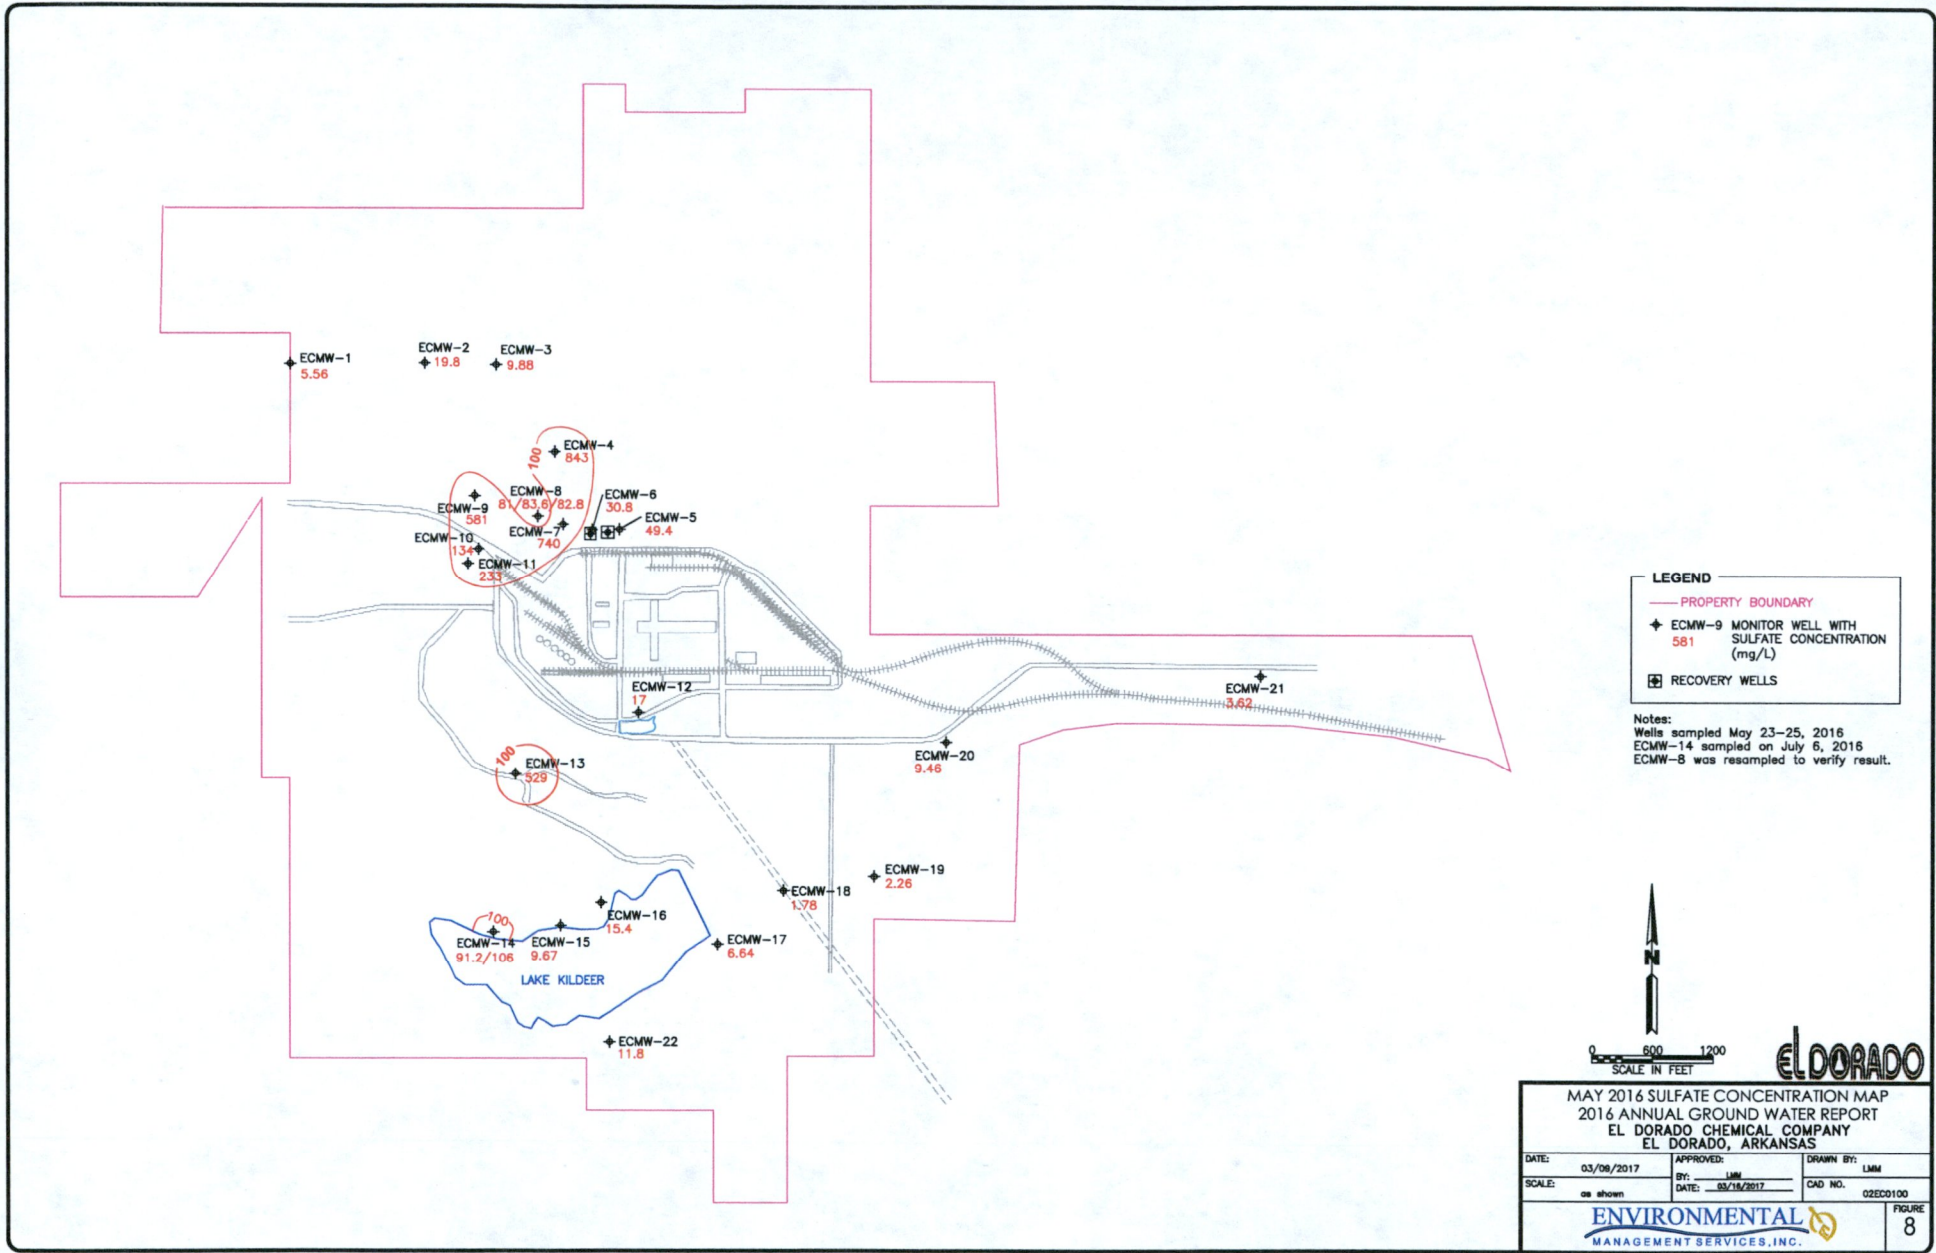 ECMW-1
5.56
ECMW-2
19.8
ECMW-3
9.88
100
ECMW-4
843
ECMW-8
81/83.6/82.8
ECMW-9
581
ECMW-6
30.8
ECMW-5
49.4
ECMW-7
740
ECMW-10
134
ECMW-11
233
ECMW-12
17
ECMW-21
3.62
ECMW-20
9.46
100
ECMW-13
529
ECMW-19
2.26
ECMW-18
1.78
100
ECMW-14
91.2/106
ECMW-15
9.67
ECMW-16
15.4
ECMW-17
6.64
LAKE KILDEER
ECMW-22
11.8
LEGEND
PROPERTY BOUNDARY
ECMW-9 MONITOR WELL WITH
581 SULFATE CONCENTRATION
(mg/L)
RECOVERY WELLS
Notes:
Wells sampled May 23-25, 2016
ECMW-14 sampled on July 6, 2016
ECMW-8 was resampled to verify result.
N
0 600 1200
SCALE IN FEET
EL DORADO
MAY 2016 SULFATE CONCENTRATION MAP
2016 ANNUAL GROUND WATER REPORT
EL DORADO CHEMICAL COMPANY
EL DORADO, ARKANSAS
DATE: 03/09/2017
APPROVED:
BY: LMM
DATE: 03/16/2017
DRAWN BY: LMM
SCALE: as shown
CAD NO. 02EC0100
ENVIRONMENTAL
MANAGEMENT SERVICES, INC.
FIGURE
8